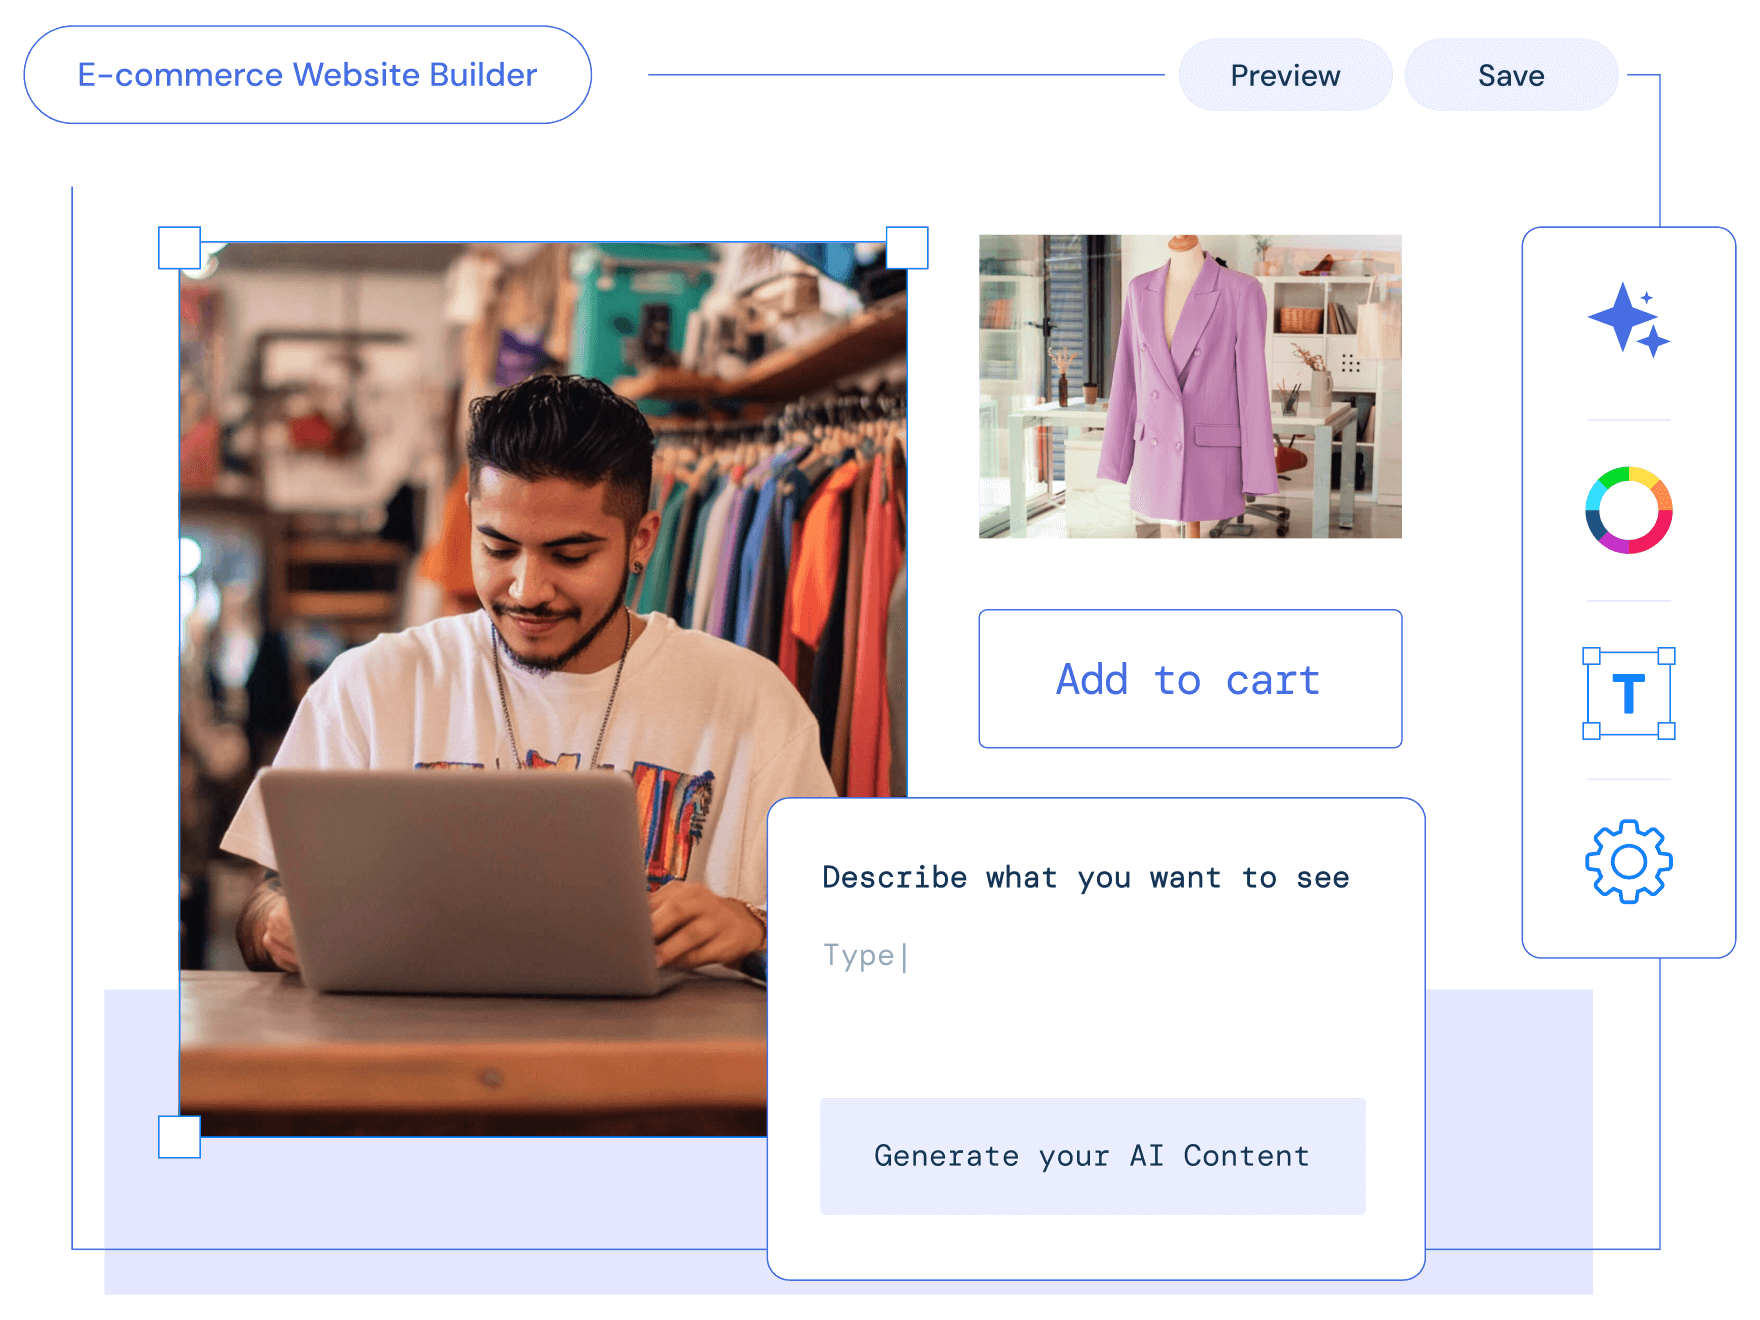 E-commerce Website Builder
Preview
Save
Add to cart
T
Describe what you want to see
Type
Generate your AI Content